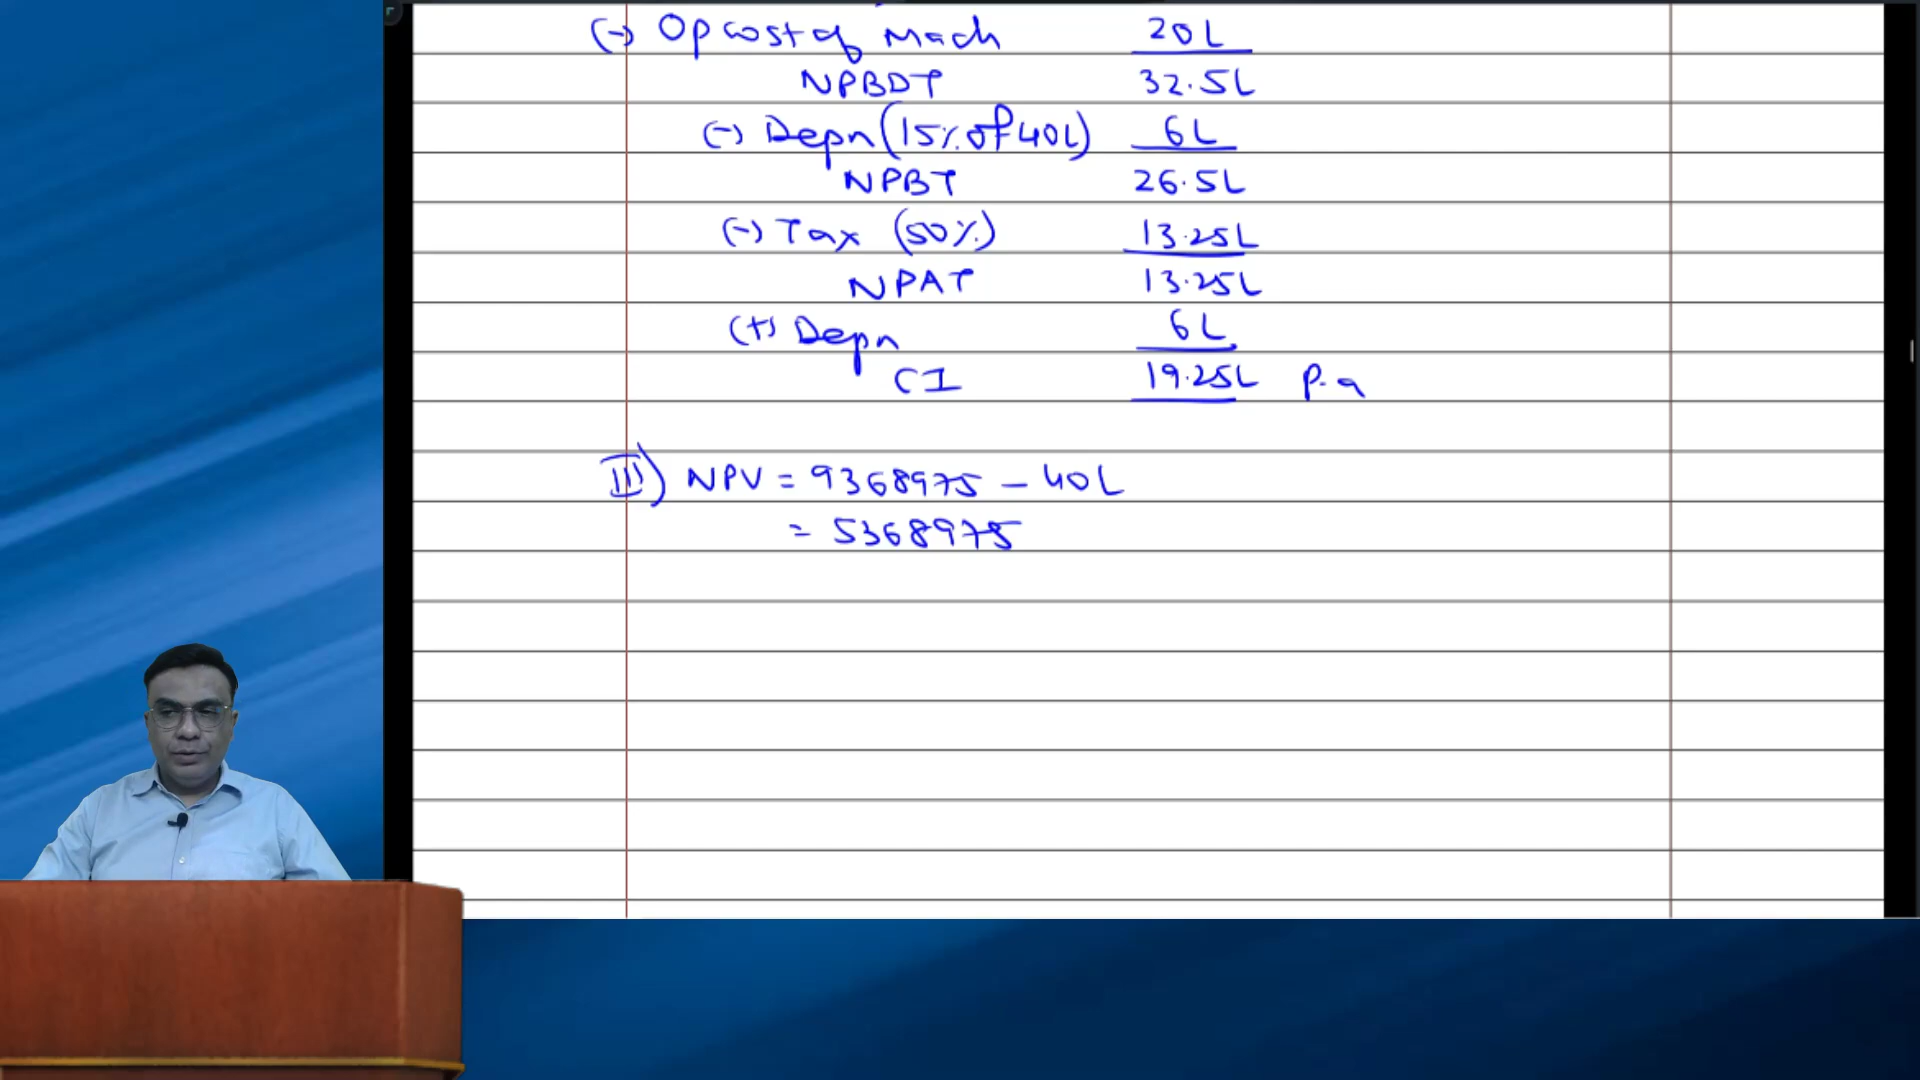 (-) Op cost of Mach 20L
NPBDT 32.5L
(-) Depn (15% of 40L) 6L
NPBT 26.5L
(-) Tax (50%) 13.25L
NPAT 13.25L
(+) Depn 6L
CI 19.25L p.a
III) NPV = 9368975 - 40L
= 5368975